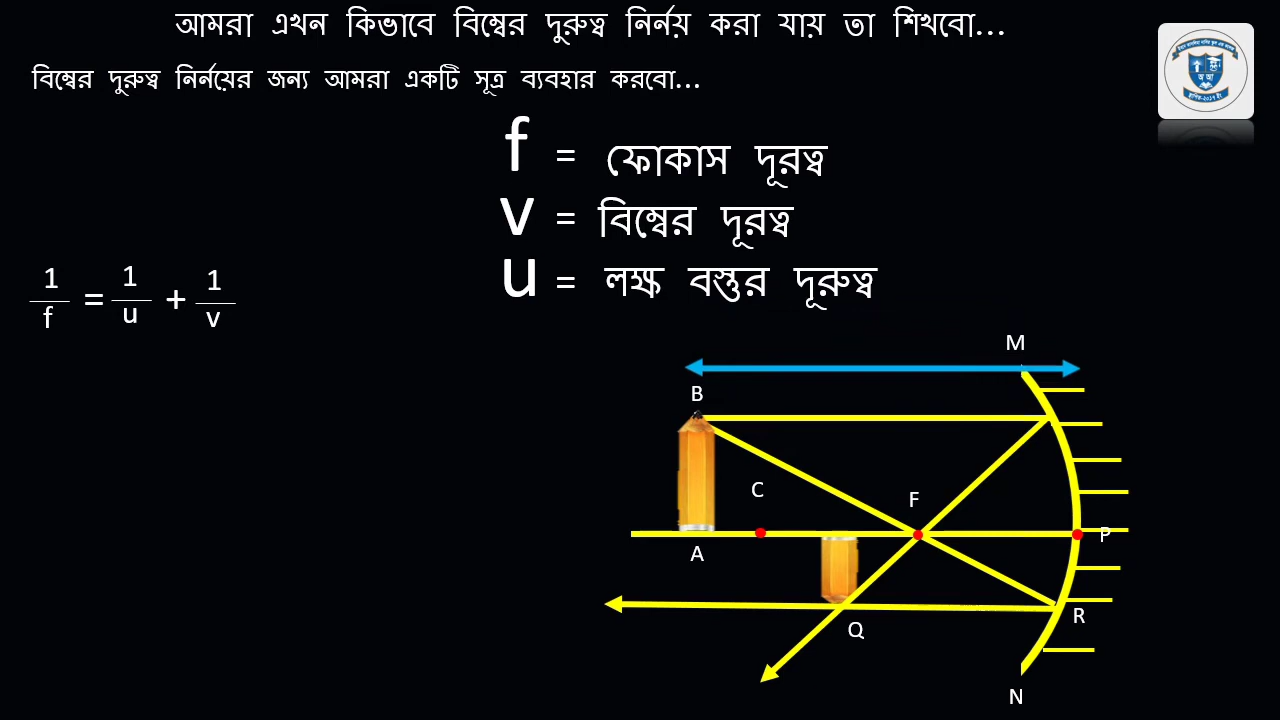 আমরা এখন কিভাবে বিম্বের দুরুত্ব নির্নয় করা যায় তা শিখবো...
বিম্বের দুরুত্ব নির্নয়ের জন্য আমরা একটি সূত্র ব্যবহার করবো...
f = ফোকাস দূরত্ব
v = বিম্বের দূরত্ব
u = লক্ষ বস্তুর দূরুত্ব
1/f = 1/u + 1/v
M
B
C
F
A
P
Q
R
N